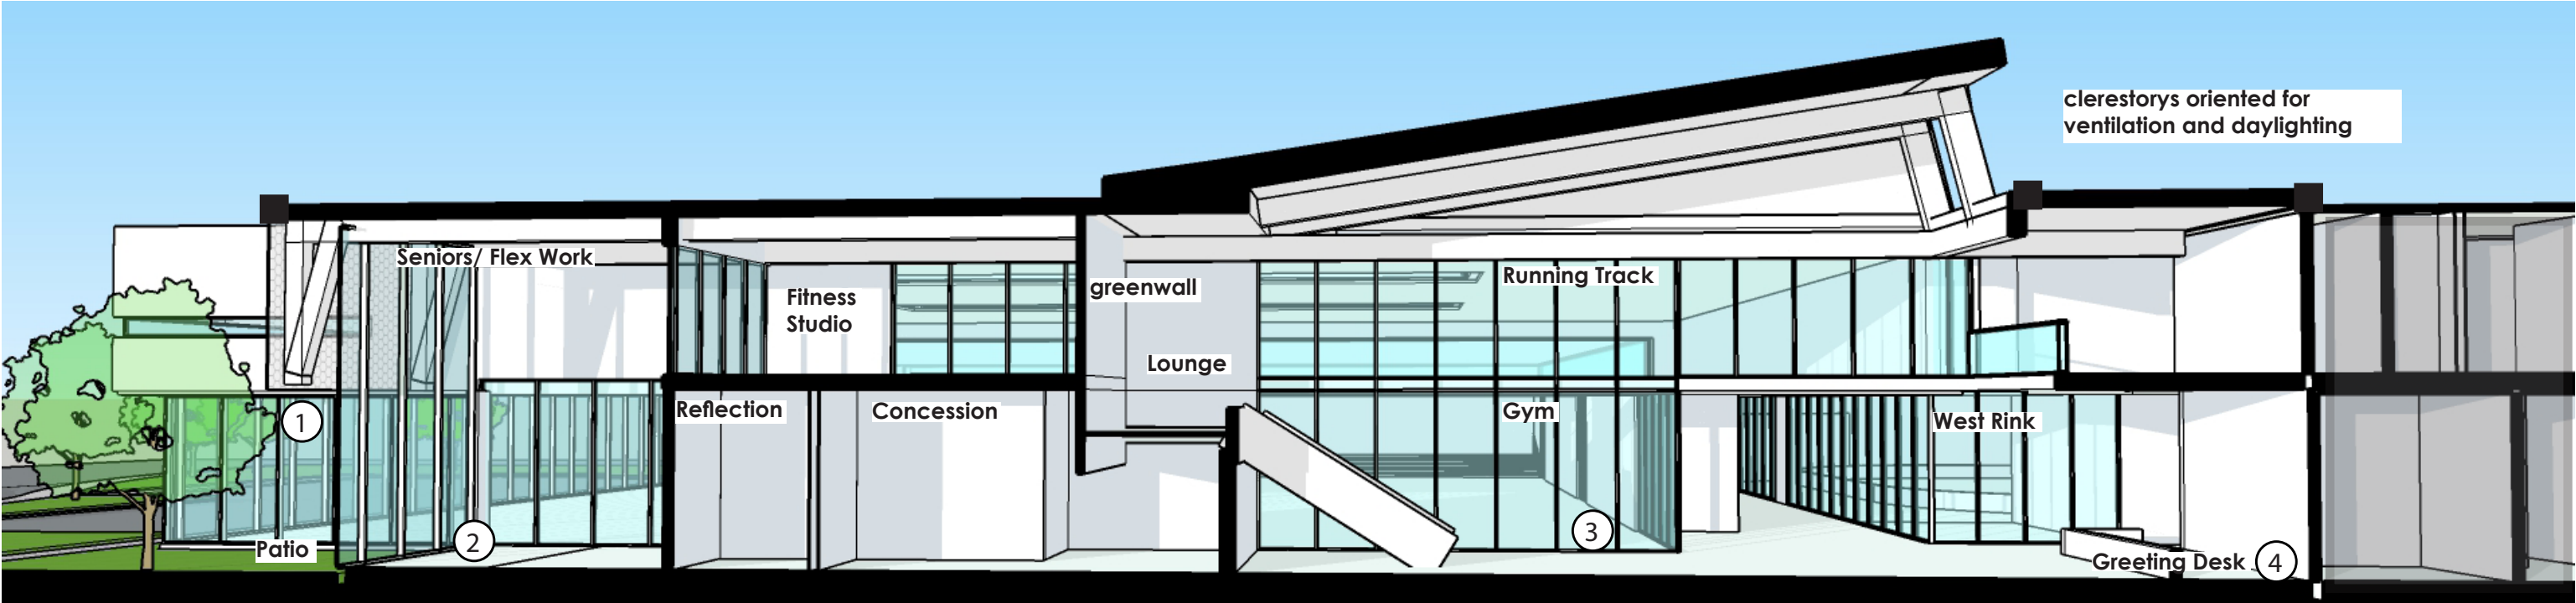 clerestorys oriented for
ventilation and daylighting
Seniors/ Flex Work
Fitness
Studio
greenwall
Running Track
Lounge
1
Reflection
Concession
Gym
West Rink
Patio
2
3
Greeting Desk
4